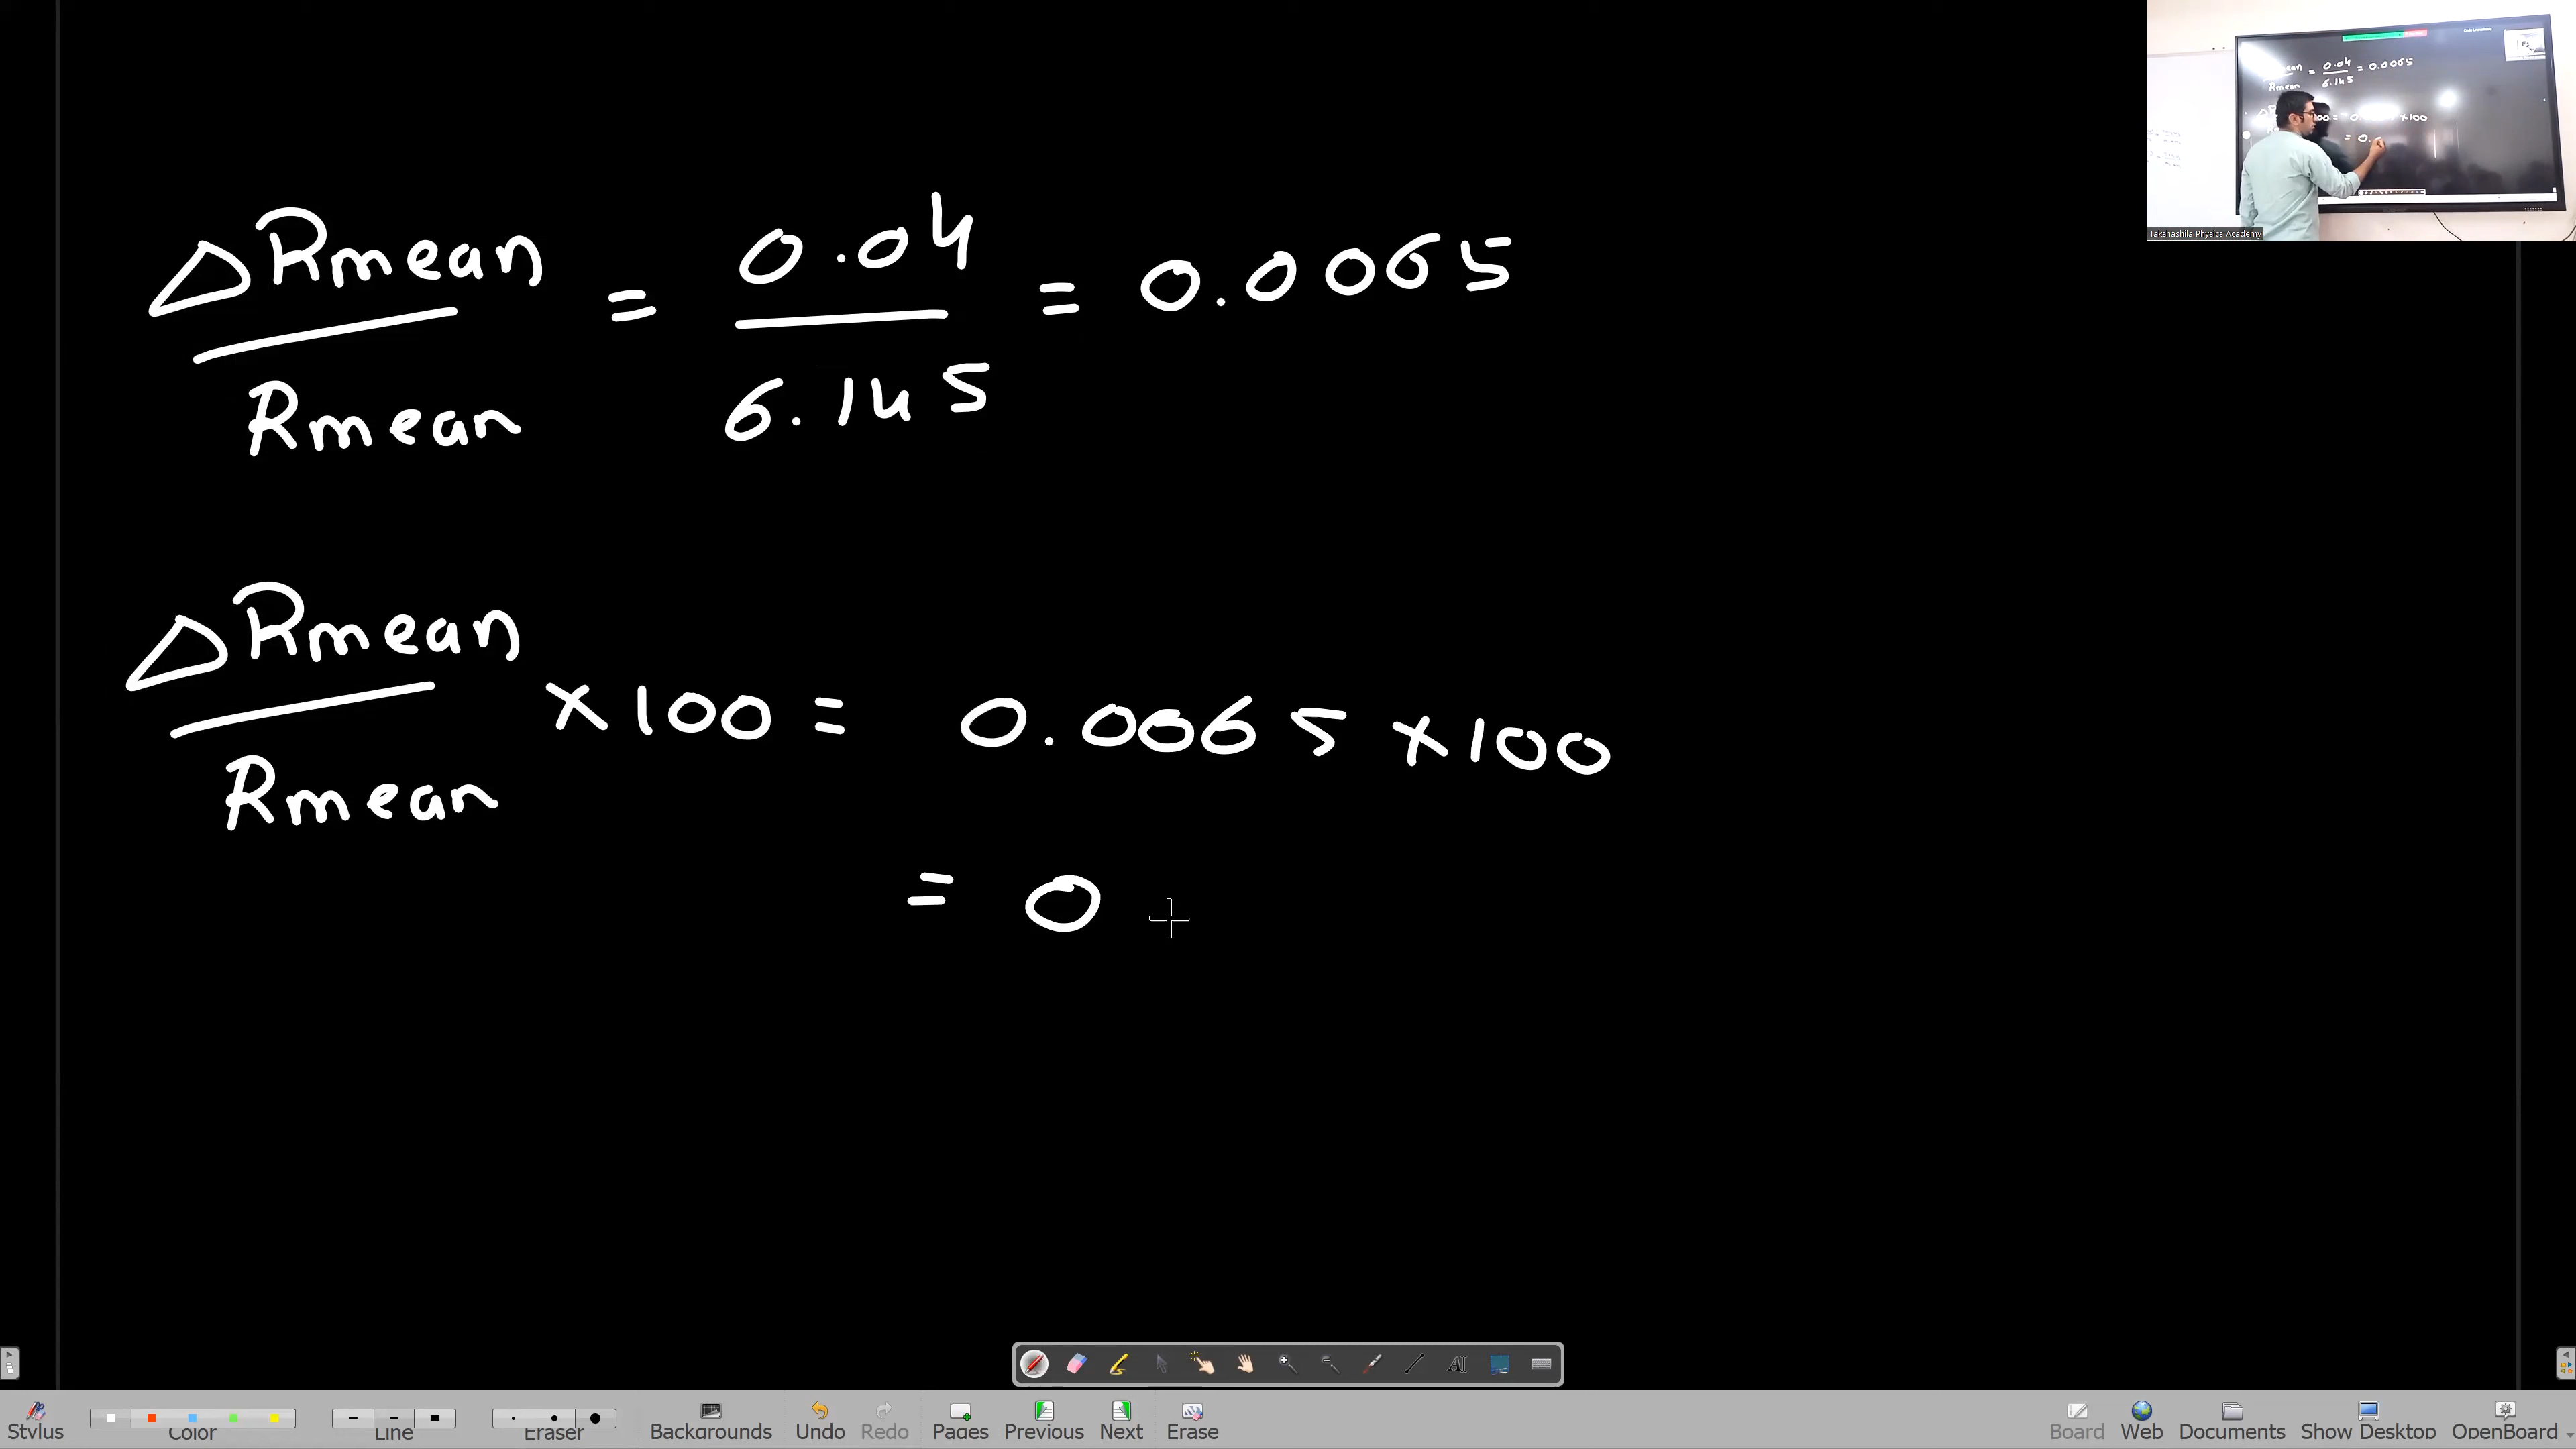 Takshashila Physics Academy
ΔRmean / Rmean = 0.04 / 6.145 = 0.0065
ΔRmean / Rmean × 100 = 0.0065 × 100
= 0
Stylus Color Line Eraser Backgrounds Undo Redo Pages Previous Next Erase Board Web Documents Show Desktop OpenBoard